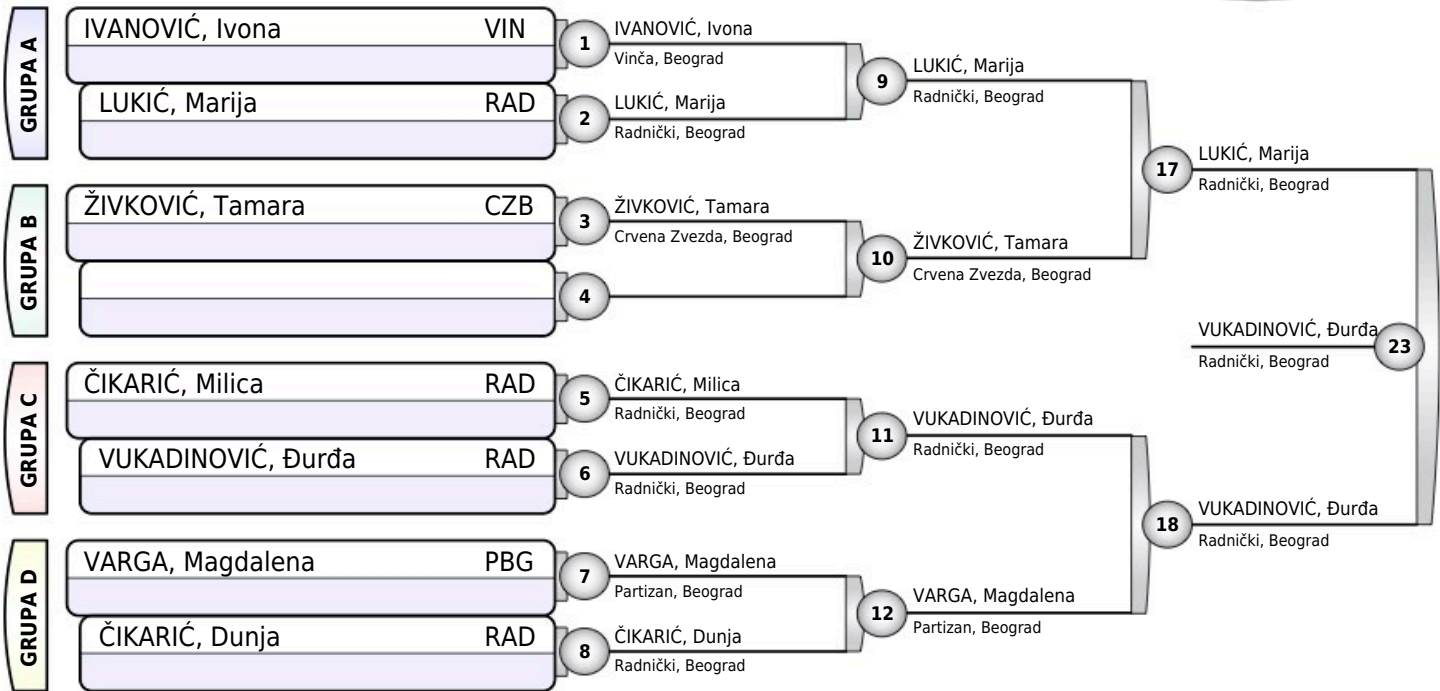 GRUPA A
IVANOVIĆ, Ivona VIN
LUKIĆ, Marija RAD
1
IVANOVIĆ, Ivona
Vinča, Beograd
2
LUKIĆ, Marija
Radnički, Beograd
9
LUKIĆ, Marija
Radnički, Beograd
GRUPA B
ŽIVKOVIĆ, Tamara CZB
3
ŽIVKOVIĆ, Tamara
Crvena Zvezda, Beograd
4
10
ŽIVKOVIĆ, Tamara
Crvena Zvezda, Beograd
17
LUKIĆ, Marija
Radnički, Beograd
GRUPA C
ČIKARIĆ, Milica RAD
VUKADINOVIĆ, Đurđa RAD
5
ČIKARIĆ, Milica
Radnički, Beograd
6
VUKADINOVIĆ, Đurđa
Radnički, Beograd
11
VUKADINOVIĆ, Đurđa
Radnički, Beograd
GRUPA D
VARGA, Magdalena PBG
ČIKARIĆ, Dunja RAD
7
VARGA, Magdalena
Partizan, Beograd
8
ČIKARIĆ, Dunja
Radnički, Beograd
12
VARGA, Magdalena
Partizan, Beograd
18
VUKADINOVIĆ, Đurđa
Radnički, Beograd
VUKADINOVIĆ, Đurđa
Radnički, Beograd
23